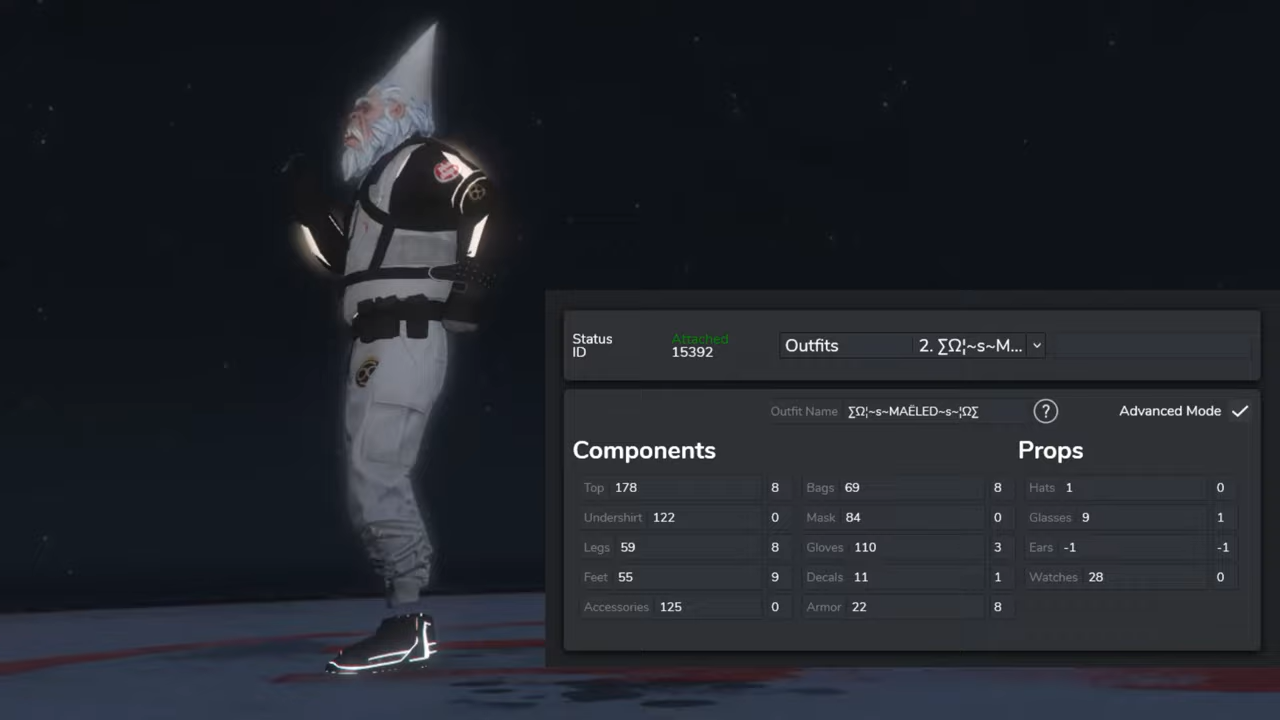 Status
ID
Attached
15392
Outfits 2. ∑Ω¦~s~M...
Outfit Name ∑Ω¦~s~MAËLED~s~¦Ω∑ ? Advanced Mode
Components
Props
Top 178 8 Bags 69 8 Hats 1 0
Undershirt 122 0 Mask 84 0 Glasses 9 1
Legs 59 8 Gloves 110 3 Ears -1 -1
Feet 55 9 Decals 11 1 Watches 28 0
Accessories 125 0 Armor 22 8